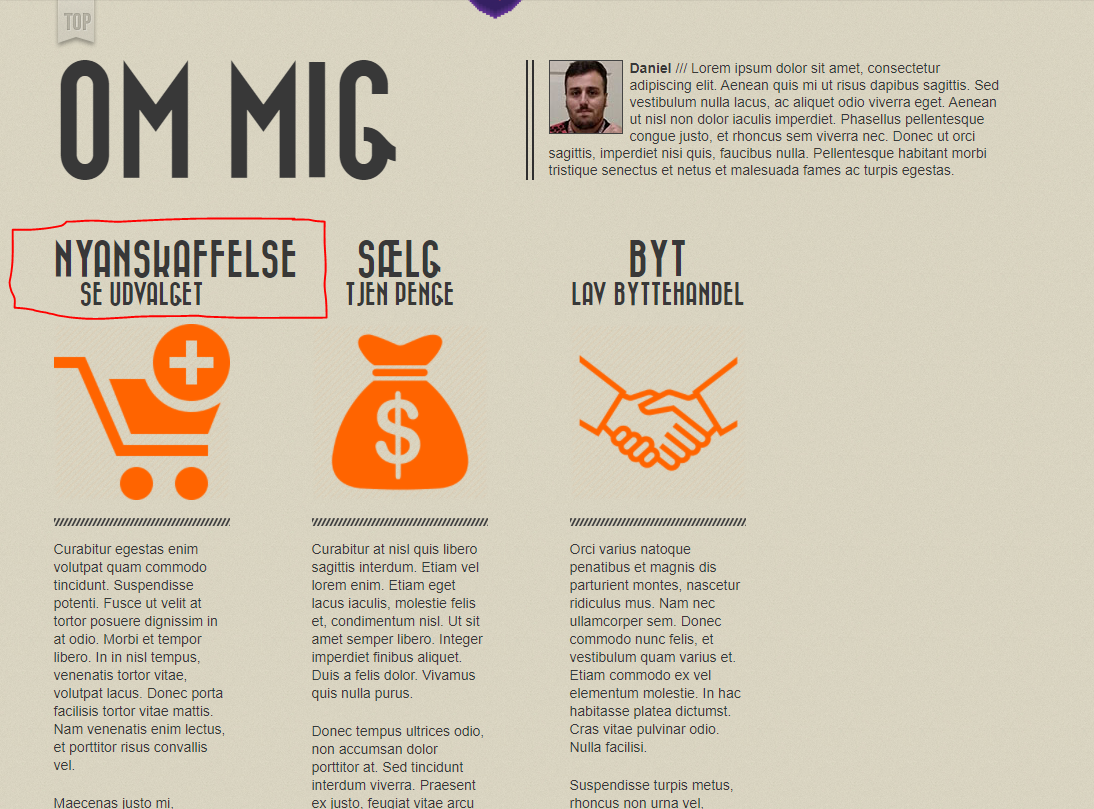 TOP
OM MIG
Daniel /// Lorem ipsum dolor sit amet, consectetur
adipiscing elit. Aenean quis mi ut risus dapibus sagittis. Sed
vestibulum nulla lacus, ac aliquet odio viverra eget. Aenean
ut nisl non dolor iaculis imperdiet. Phasellus pellentesque
congue justo, et rhoncus sem viverra nec. Donec ut orci
sagittis, imperdiet nisi quis, faucibus nulla. Pellentesque habitant morbi
tristique senectus et netus et malesuada fames ac turpis egestas.
NYANSKAFFELSE
SE UDVALGET
$
Curabitur egestas enim
volutpat quam commodo
tincidunt. Suspendisse
potenti. Fusce ut velit at
tortor posuere dignissim in
at odio. Morbi et tempor
libero. In in nisl tempus,
venenatis tortor vitae,
volutpat lacus. Donec porta
facilisis tortor vitae mattis.
Nam venenatis enim lectus,
et porttitor risus convallis
vel.
Maecenas justo mi,
SÆLG
TJEN PENGE
Curabitur at nisl quis libero
sagittis interdum. Etiam vel
lorem enim. Etiam eget
lacus iaculis, molestie felis
et, condimentum nisl. Ut sit
amet semper libero. Integer
imperdiet finibus aliquet.
Duis a felis dolor. Vivamus
quis nulla purus.
Donec tempus ultrices odio,
non accumsan dolor
porttitor at. Sed tincidunt
interdum viverra. Praesent
ex justo, feugiat vitae arcu
BYT
LAV BYTTEHANDEL
Orci varius natoque
penatibus et magnis dis
parturient montes, nascetur
ridiculus mus. Nam nec
ullamcorper sem. Donec
commodo nunc felis, et
vestibulum quam varius et.
Etiam commodo ex vel
elementum molestie. In hac
habitasse platea dictumst.
Cras vitae pulvinar odio.
Nulla facilisi.
Suspendisse turpis metus,
rhoncus non urna vel,